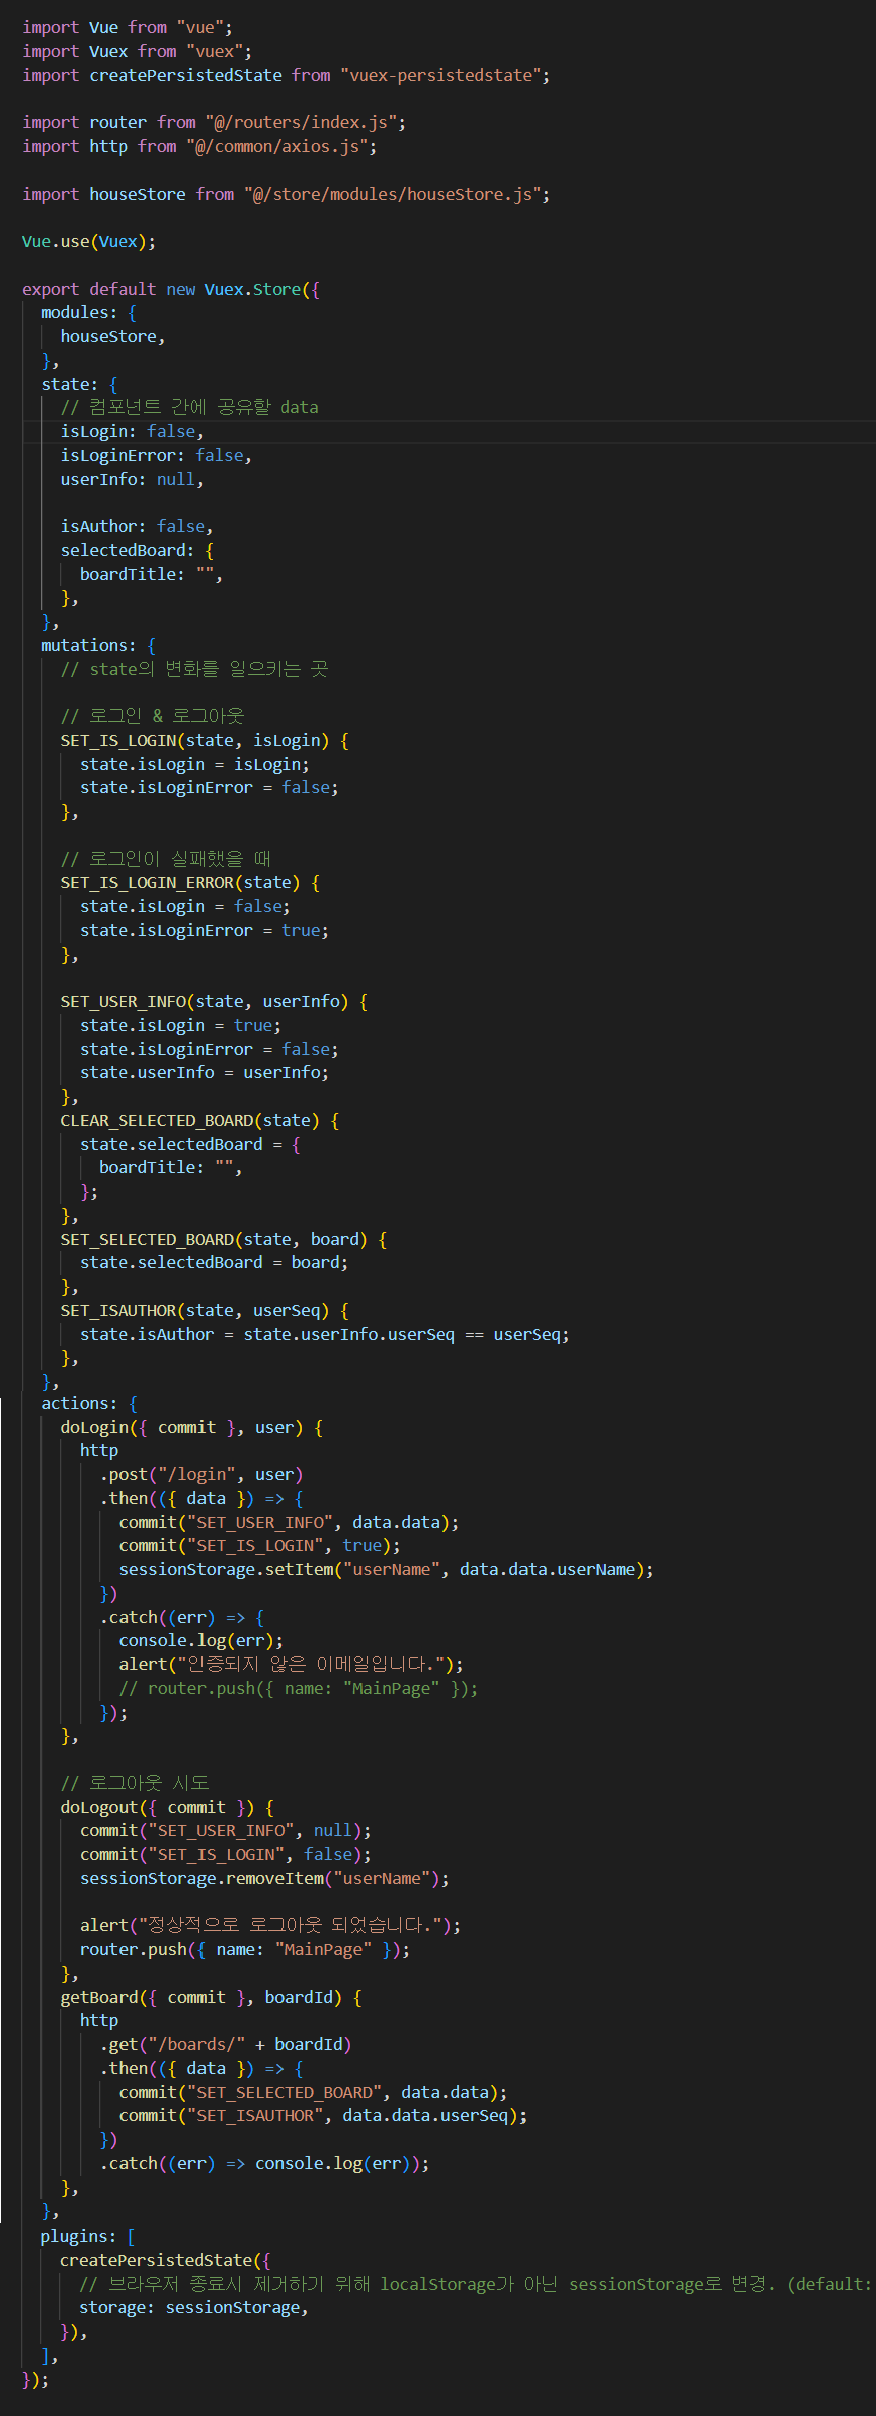 import Vue from "vue";
import Vuex from "vuex";
import createPersistedState from "vuex-persistedstate";
import router from "@/routers/index.js";
import http from "@/common/axios.js";
import houseStore from "@/store/modules/houseStore.js";
Vue.use(Vuex);
export default new Vuex.Store({
modules: {
houseStore,
},
state: {
// 컴포넌트 간에 공유할 data
isLogin: false,
isLoginError: false,
userInfo: null,
isAuthor: false,
selectedBoard: {
boardTitle: "",
},
},
mutations: {
// state의 변화를 일으키는 곳
// 로그인 & 로그아웃
SET_IS_LOGIN(state, isLogin) {
state.isLogin = isLogin;
state.isLoginError = false;
},
// 로그인이 실패했을 때
SET_IS_LOGIN_ERROR(state) {
state.isLogin = false;
state.isLoginError = true;
},
SET_USER_INFO(state, userInfo) {
state.isLogin = true;
state.isLoginError = false;
state.userInfo = userInfo;
},
CLEAR_SELECTED_BOARD(state) {
state.selectedBoard = {
boardTitle: "",
};
},
SET_SELECTED_BOARD(state, board) {
state.selectedBoard = board;
},
SET_ISAUTHOR(state, userSeq) {
state.isAuthor = state.userInfo.userSeq == userSeq;
},
},
actions: {
doLogin({ commit }, user) {
http
.post("/login", user)
.then(({ data }) => {
commit("SET_USER_INFO", data.data);
commit("SET_IS_LOGIN", true);
sessionStorage.setItem("userName", data.data.userName);
})
.catch((err) => {
console.log(err);
alert("인증되지 않은 이메일입니다.");
// router.push({ name: "MainPage" });
});
},
// 로그아웃 시도
doLogout({ commit }) {
commit("SET_USER_INFO", null);
commit("SET_IS_LOGIN", false);
sessionStorage.removeItem("userName");
alert("정상적으로 로그아웃 되었습니다.");
router.push({ name: "MainPage" });
},
getBoard({ commit }, boardId) {
http
.get("/boards/" + boardId)
.then(({ data }) => {
commit("SET_SELECTED_BOARD", data.data);
commit("SET_ISAUTHOR", data.data.userSeq);
})
.catch((err) => console.log(err));
},
},
plugins: [
createPersistedState({
// 브라우저 종료시 제거하기 위해 localStorage가 아닌 sessionStorage로 변경. (default:
storage: sessionStorage,
}),
],
});